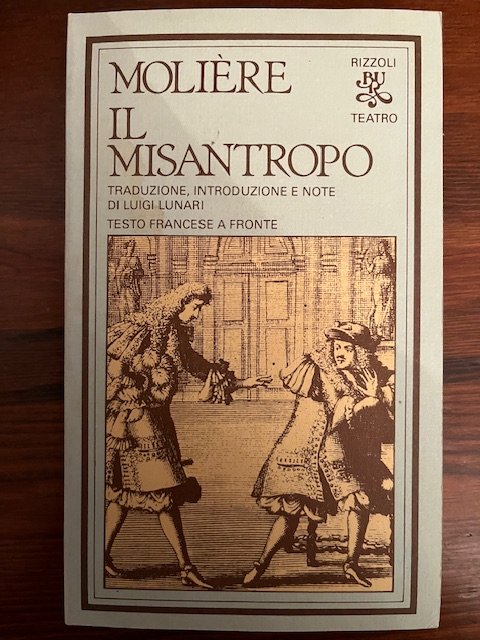 MOLIÈRE
IL
MISANTROPO
TRADUZIONE, INTRODUZIONE E NOTE
DI LUIGI LUNARI
TESTO FRANCESE A FRONTE
RIZZOLI
BUR
TEATRO